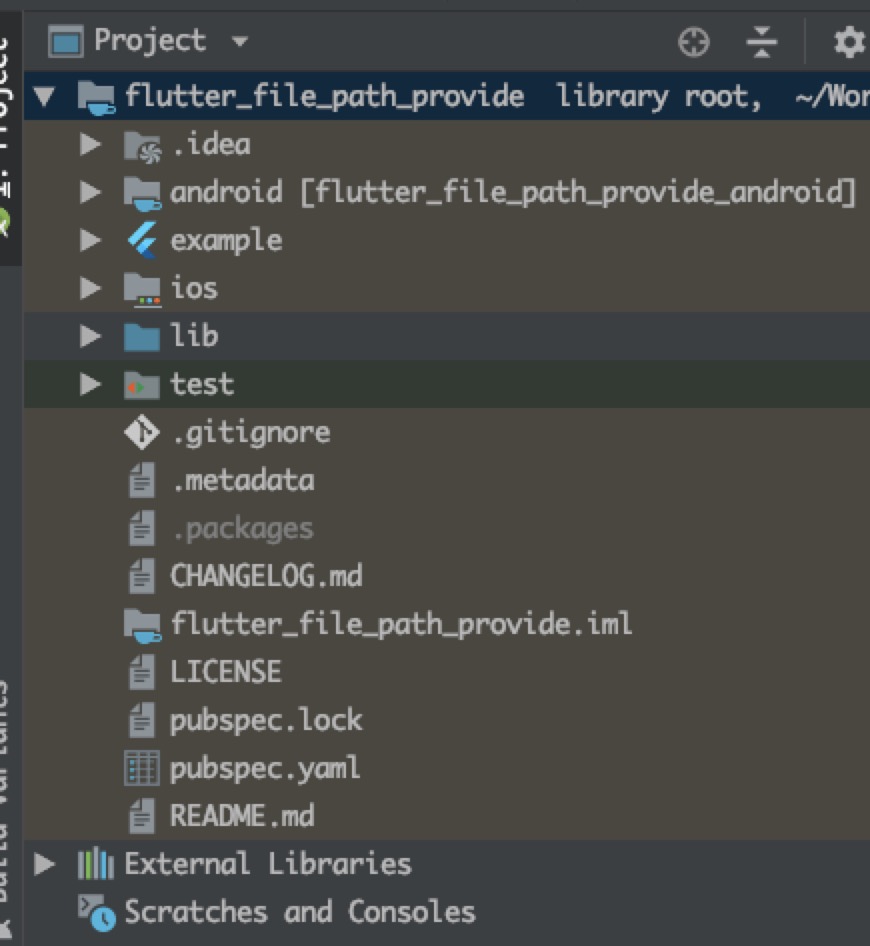 Project
1: Project
flutter_file_path_provide library root, ~/Wor
.idea
android [flutter_file_path_provide_android]
example
ios
lib
test
.gitignore
.metadata
.packages
CHANGELOG.md
flutter_file_path_provide.iml
LICENSE
pubspec.lock
pubspec.yaml
README.md
Build Variants
External Libraries
Scratches and Consoles